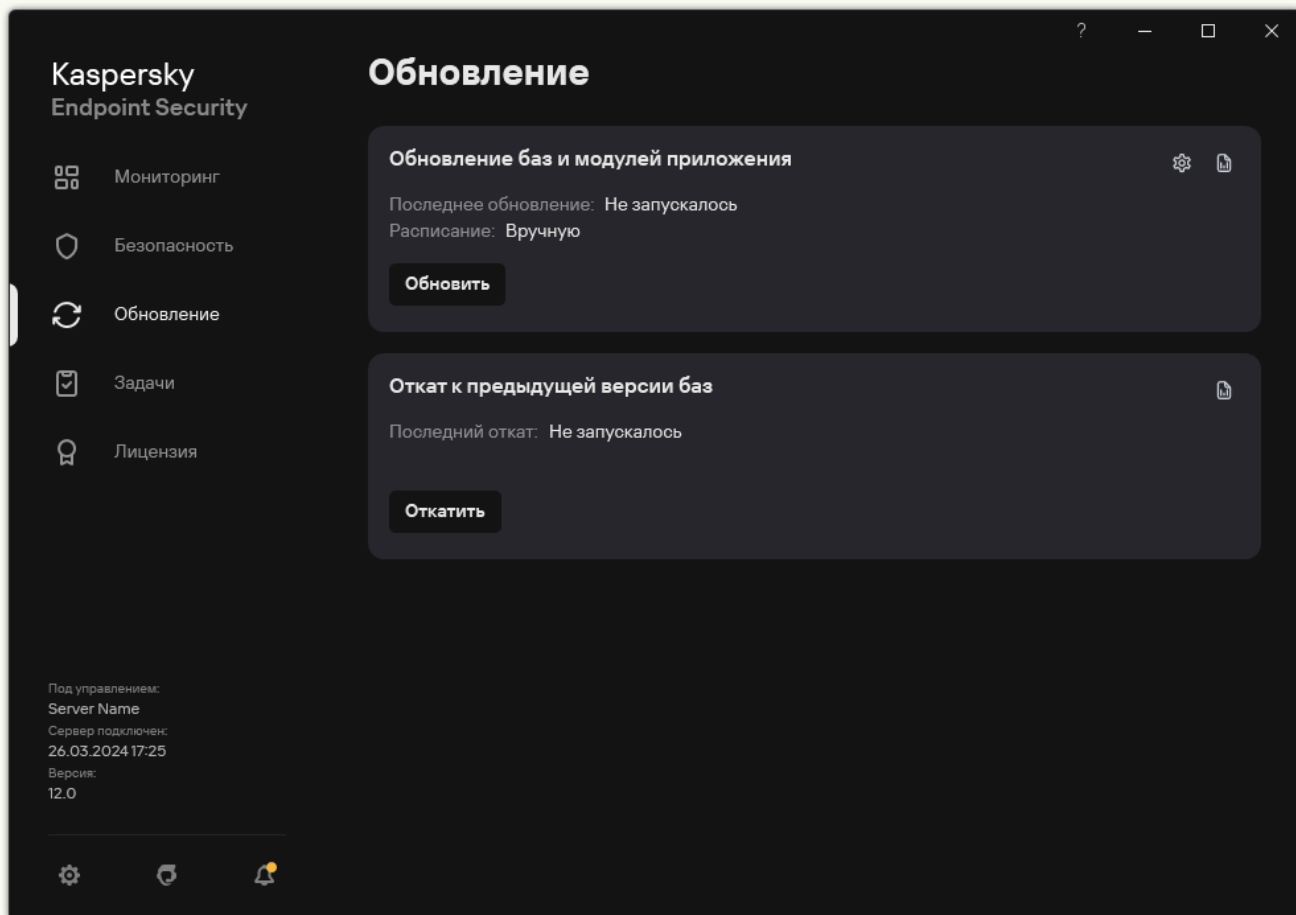 ?
Kaspersky
Endpoint Security
Мониторинг
Безопасность
Обновление
Задачи
Лицензия
Под управлением:
Server Name
Сервер подключен:
26.03.2024 17:25
Версия:
12.0
Обновление
Обновление баз и модулей приложения
Последнее обновление: Не запускалось
Расписание: Вручную
Обновить
Откат к предыдущей версии баз
Последний откат: Не запускалось
Откатить